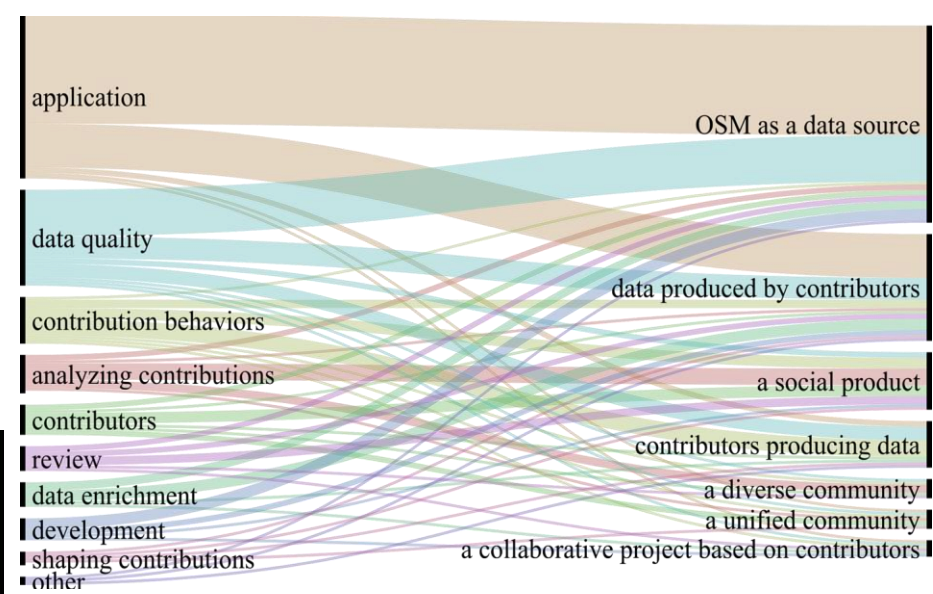 application
data quality
contribution behaviors
analyzing contributions
contributors
review
data enrichment
development
shaping contributions
other
OSM as a data source
data produced by contributors
a social product
contributors producing data
a diverse community
a unified community
a collaborative project based on contributors